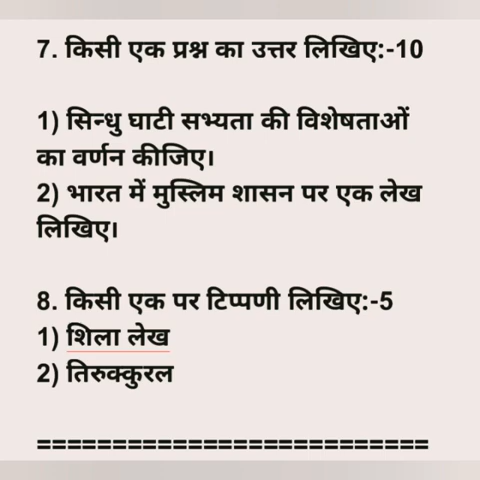 7. किसी एक प्रश्न का उत्तर लिखिए:-10
1) सिन्धु घाटी सभ्यता की विशेषताओं
का वर्णन कीजिए।
2) भारत में मुस्लिम शासन पर एक लेख
लिखिए।
8. किसी एक पर टिप्पणी लिखिए:-5
1) शिला लेख
2) तिरुक्कुरल
==========================